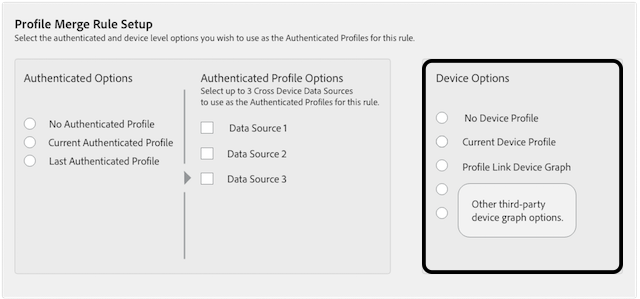 Profile Merge Rule Setup
Select the authenticated and device level options you wish to use as the Authenticated Profiles for this rule.
Authenticated Options
No Authenticated Profile
Current Authenticated Profile
Last Authenticated Profile
Authenticated Profile Options
Select up to 3 Cross Device Data Sources
to use as the Authenticated Profiles for this rule.
Data Source 1
Data Source 2
Data Source 3
Device Options
No Device Profile
Current Device Profile
Profile Link Device Graph
Other third-party
device graph options.